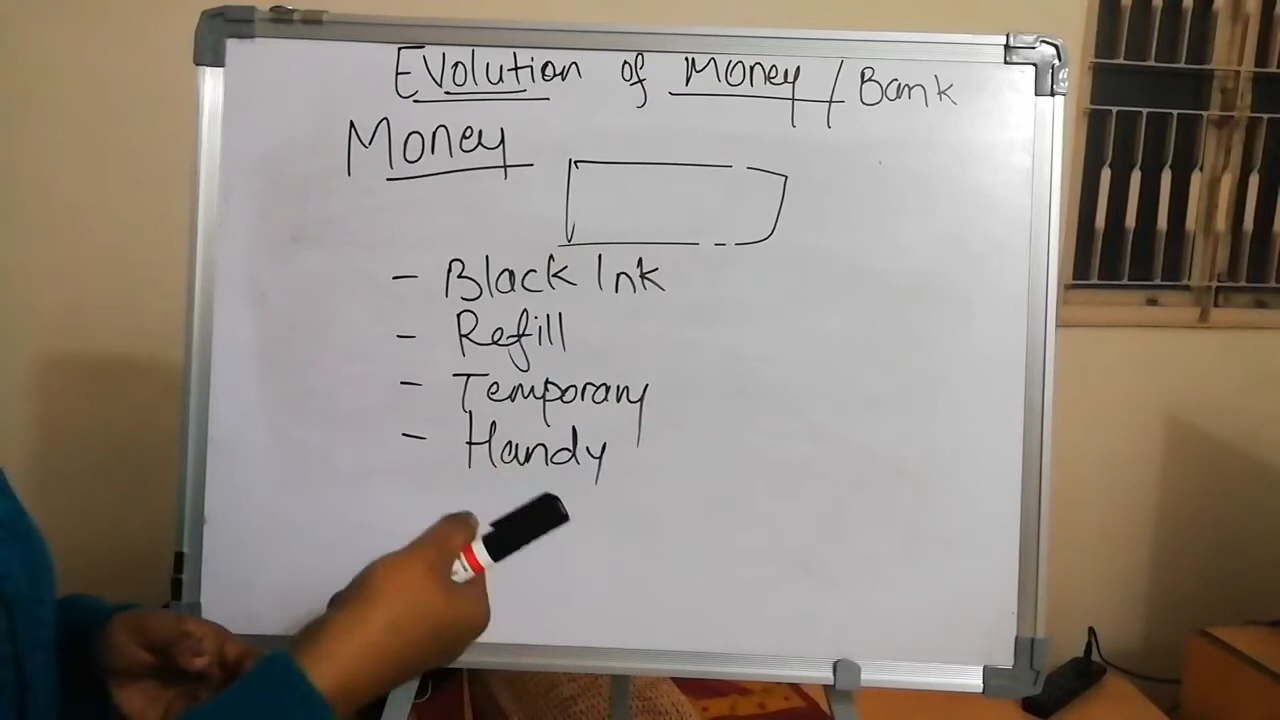 Evolution of Money / Bank
Money
- Black Ink
- Refill
- Temporary
- Handy